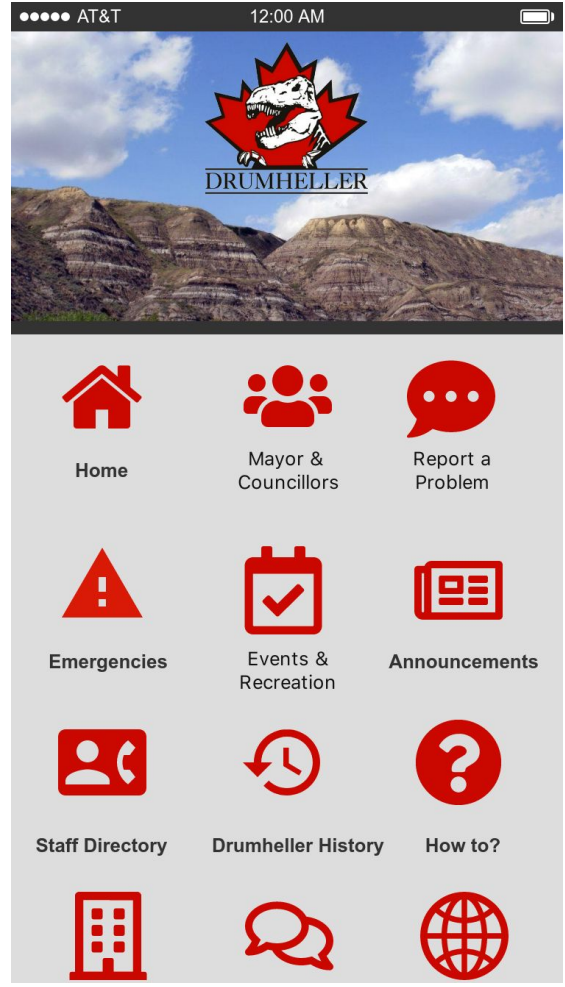 AT&T 12:00 AM
DRUMHELLER
Home
Mayor &
Councillors
Report a
Problem
Emergencies
Events &
Recreation
Announcements
Staff Directory
Drumheller History
How to?